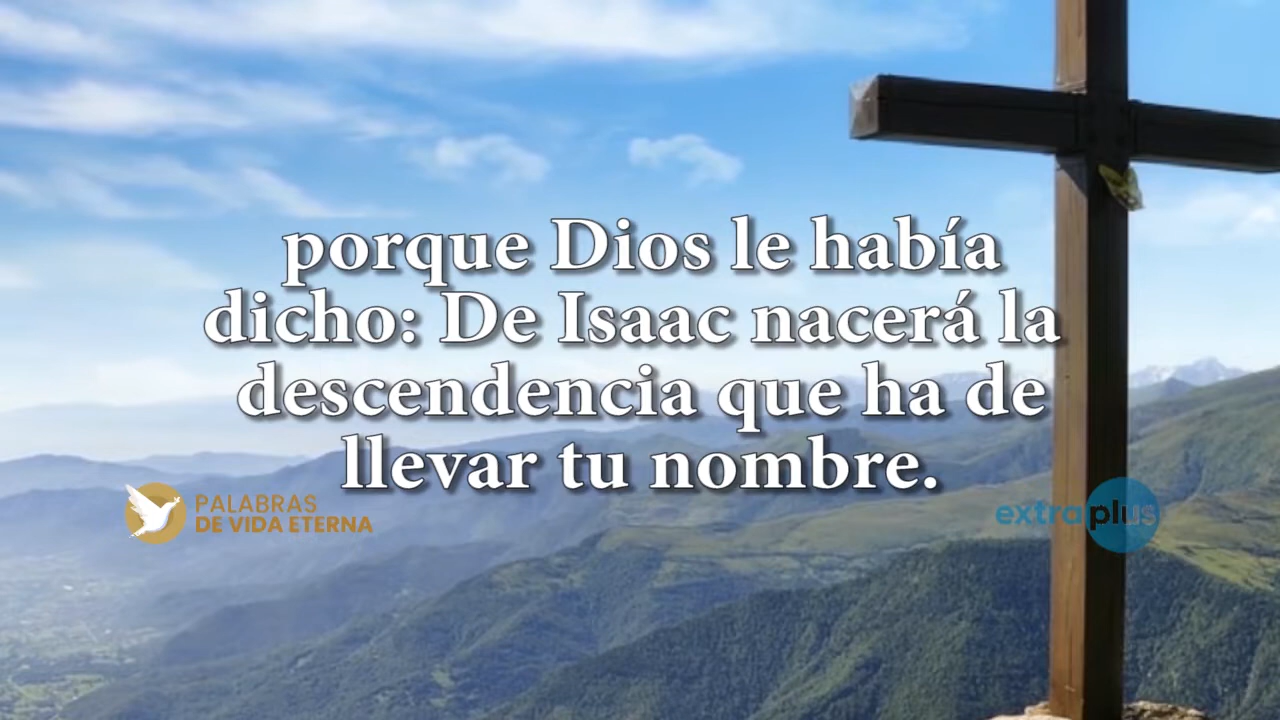 porque Dios le había
dicho: De Isaac nacerá la
descendencia que ha de
llevar tu nombre.
PALABRAS
DE VIDA ETERNA
extraplus